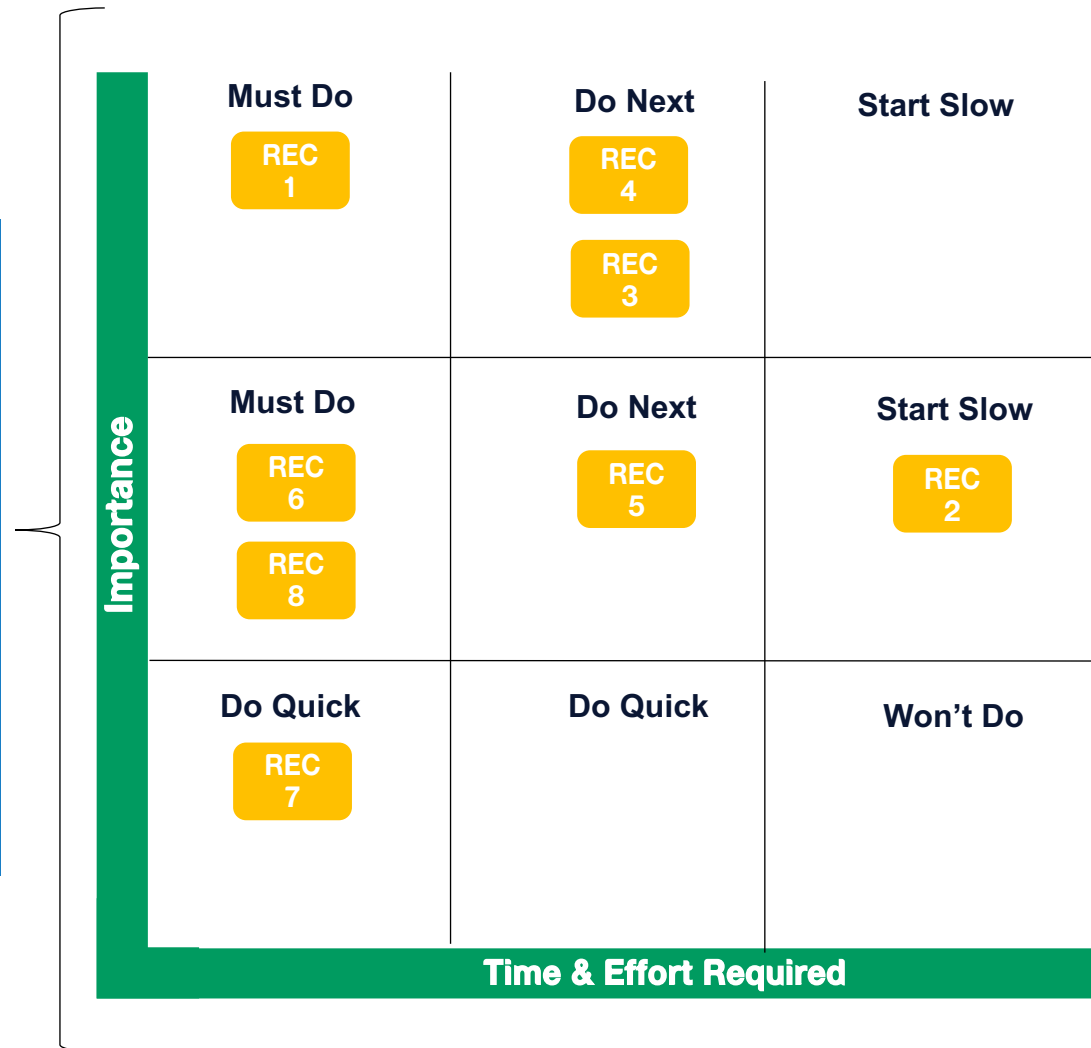 Must Do
Do Next
Start Slow
REC
1
REC
4
REC
3
Importance
Must Do
Do Next
Start Slow
REC
6
REC
8
REC
5
REC
2
Do Quick
Do Quick
Won’t Do
REC
7
Time & Effort Required